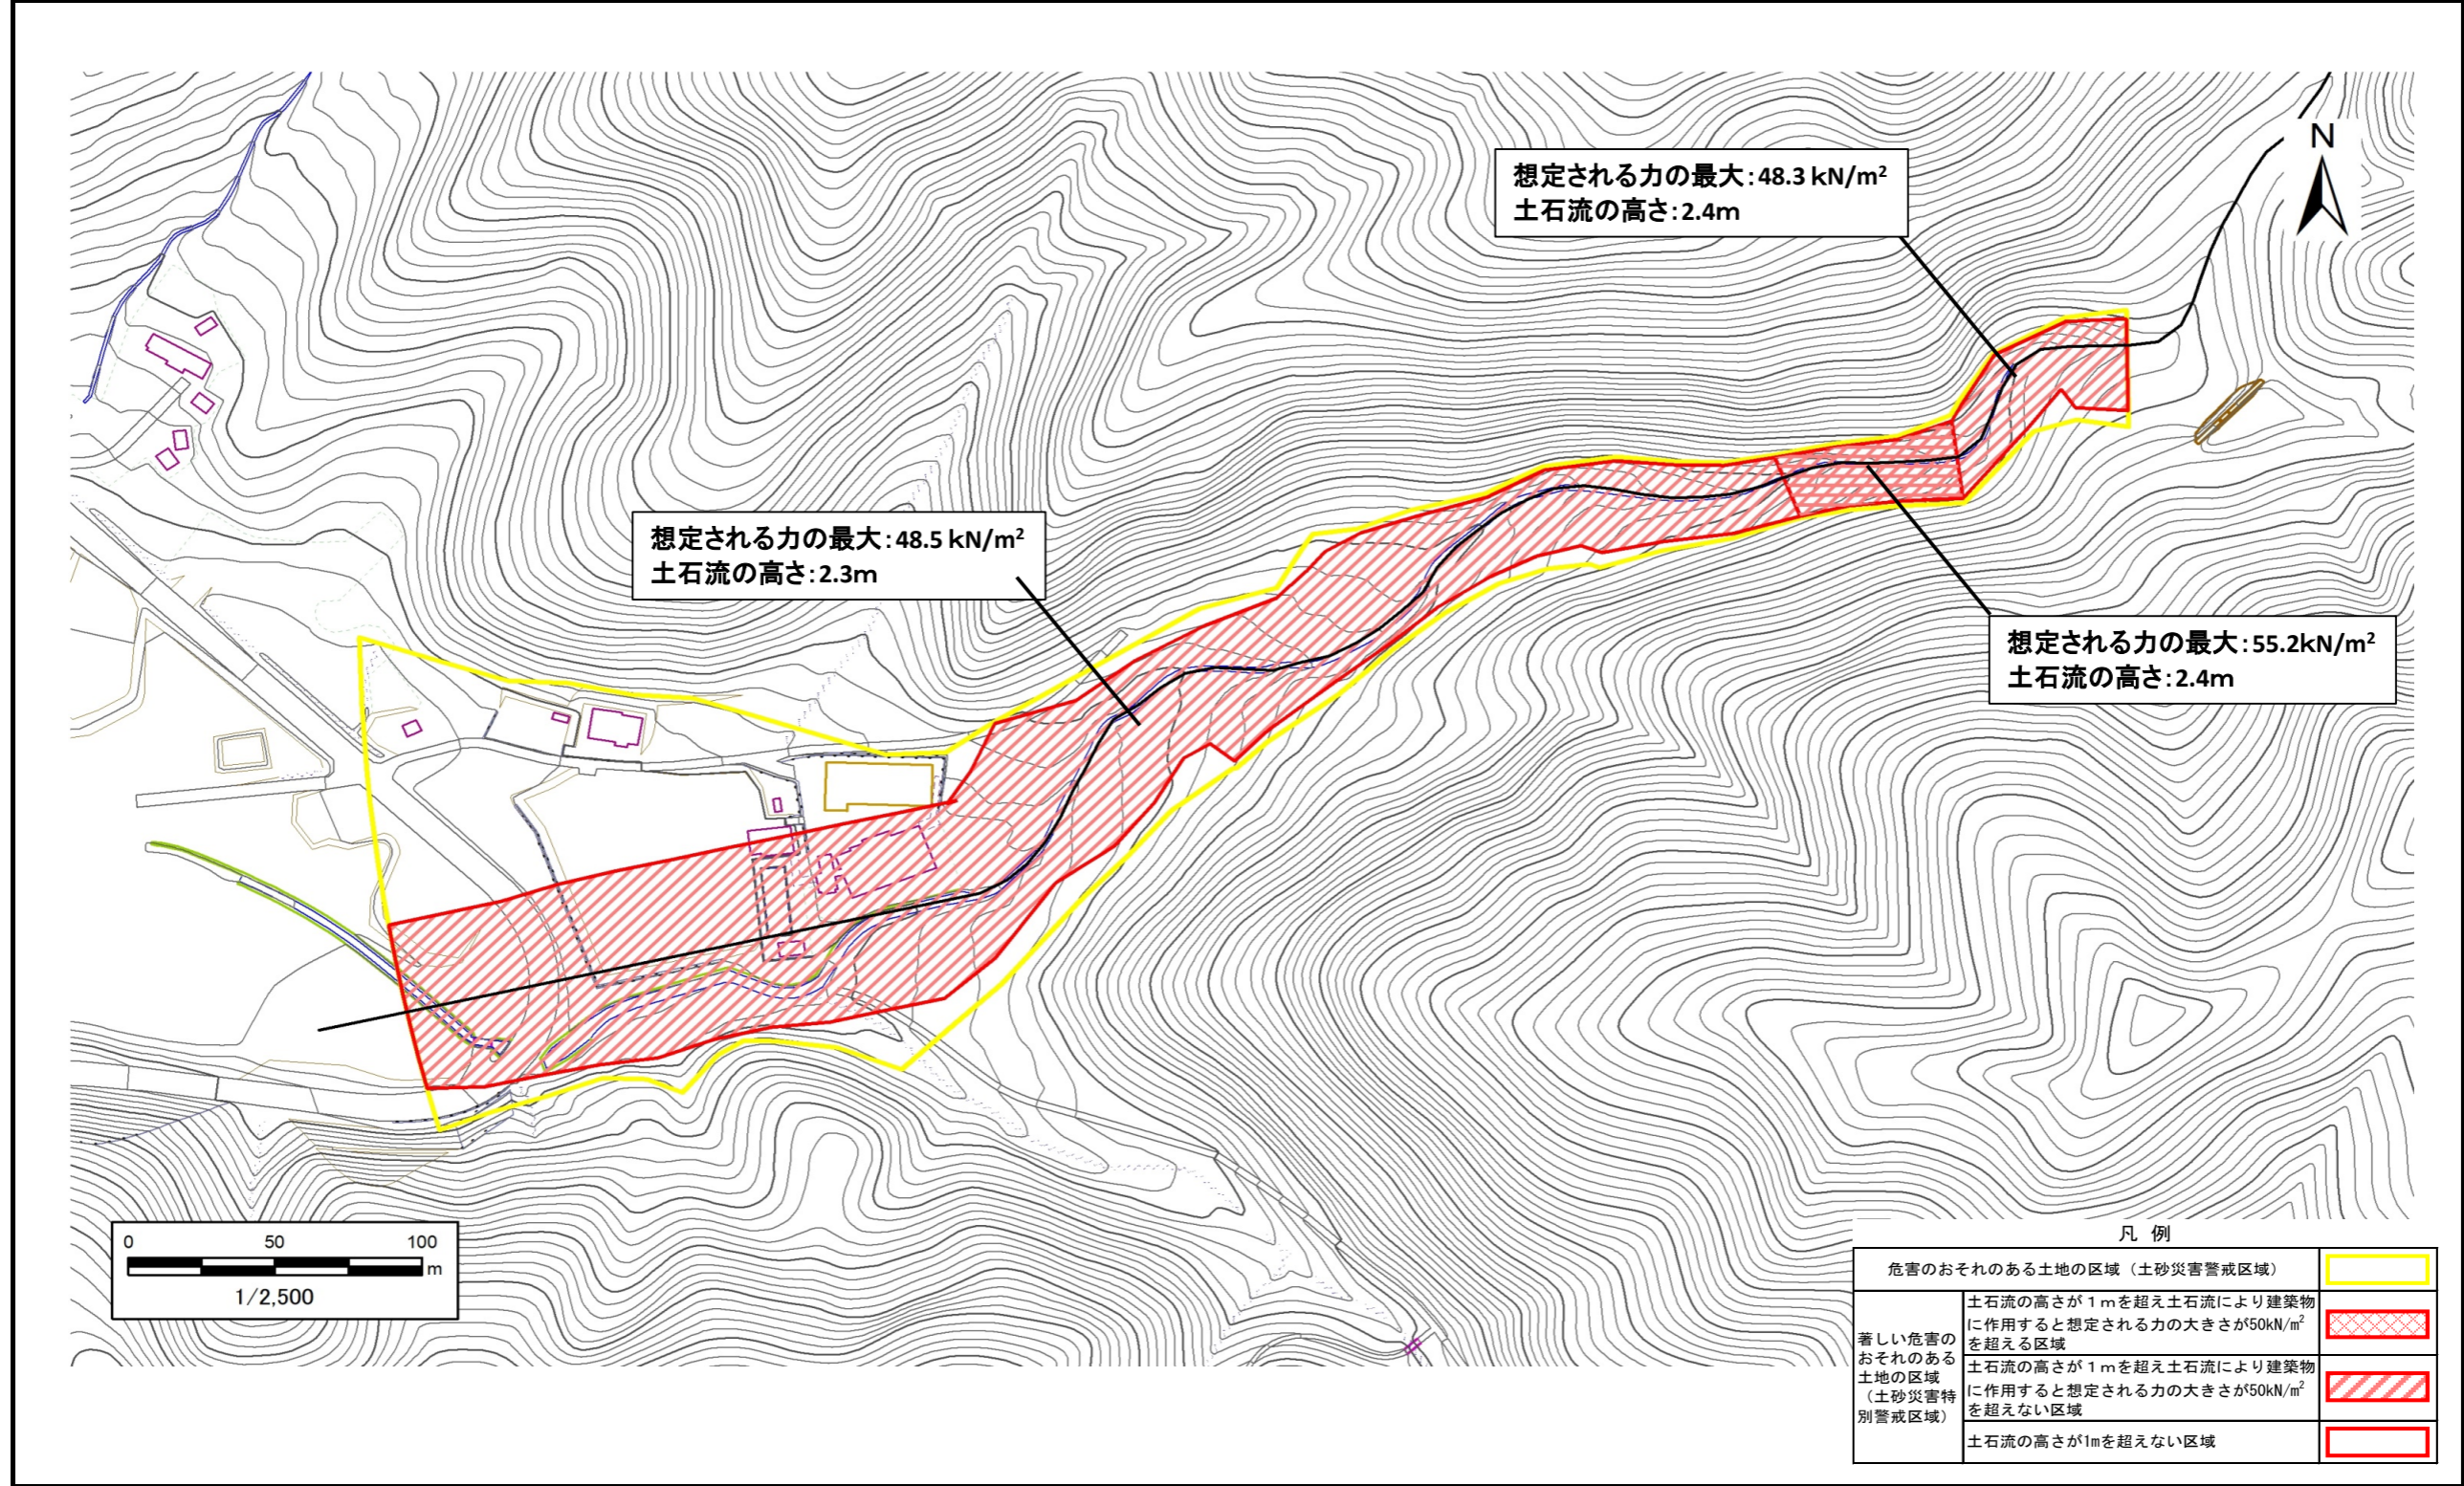 N
想定される力の最大:48.3 kN/m²
土石流の高さ:2.4m
想定される力の最大:48.5 kN/m²
土石流の高さ:2.3m
想定される力の最大:55.2kN/m²
土石流の高さ:2.4m
0 50 100
m
1/2,500
凡 例
危害のおそれのある土地の区域（土砂災害警戒区域）
著しい危害の
おそれのある
土地の区域
（土砂災害特
別警戒区域）
土石流の高さが１ｍを超え土石流により建築物
に作用すると想定される力の大きさが50kN/m²
を超える区域
土石流の高さが１ｍを超え土石流により建築物
に作用すると想定される力の大きさが50kN/m²
を超えない区域
土石流の高さが1mを超えない区域